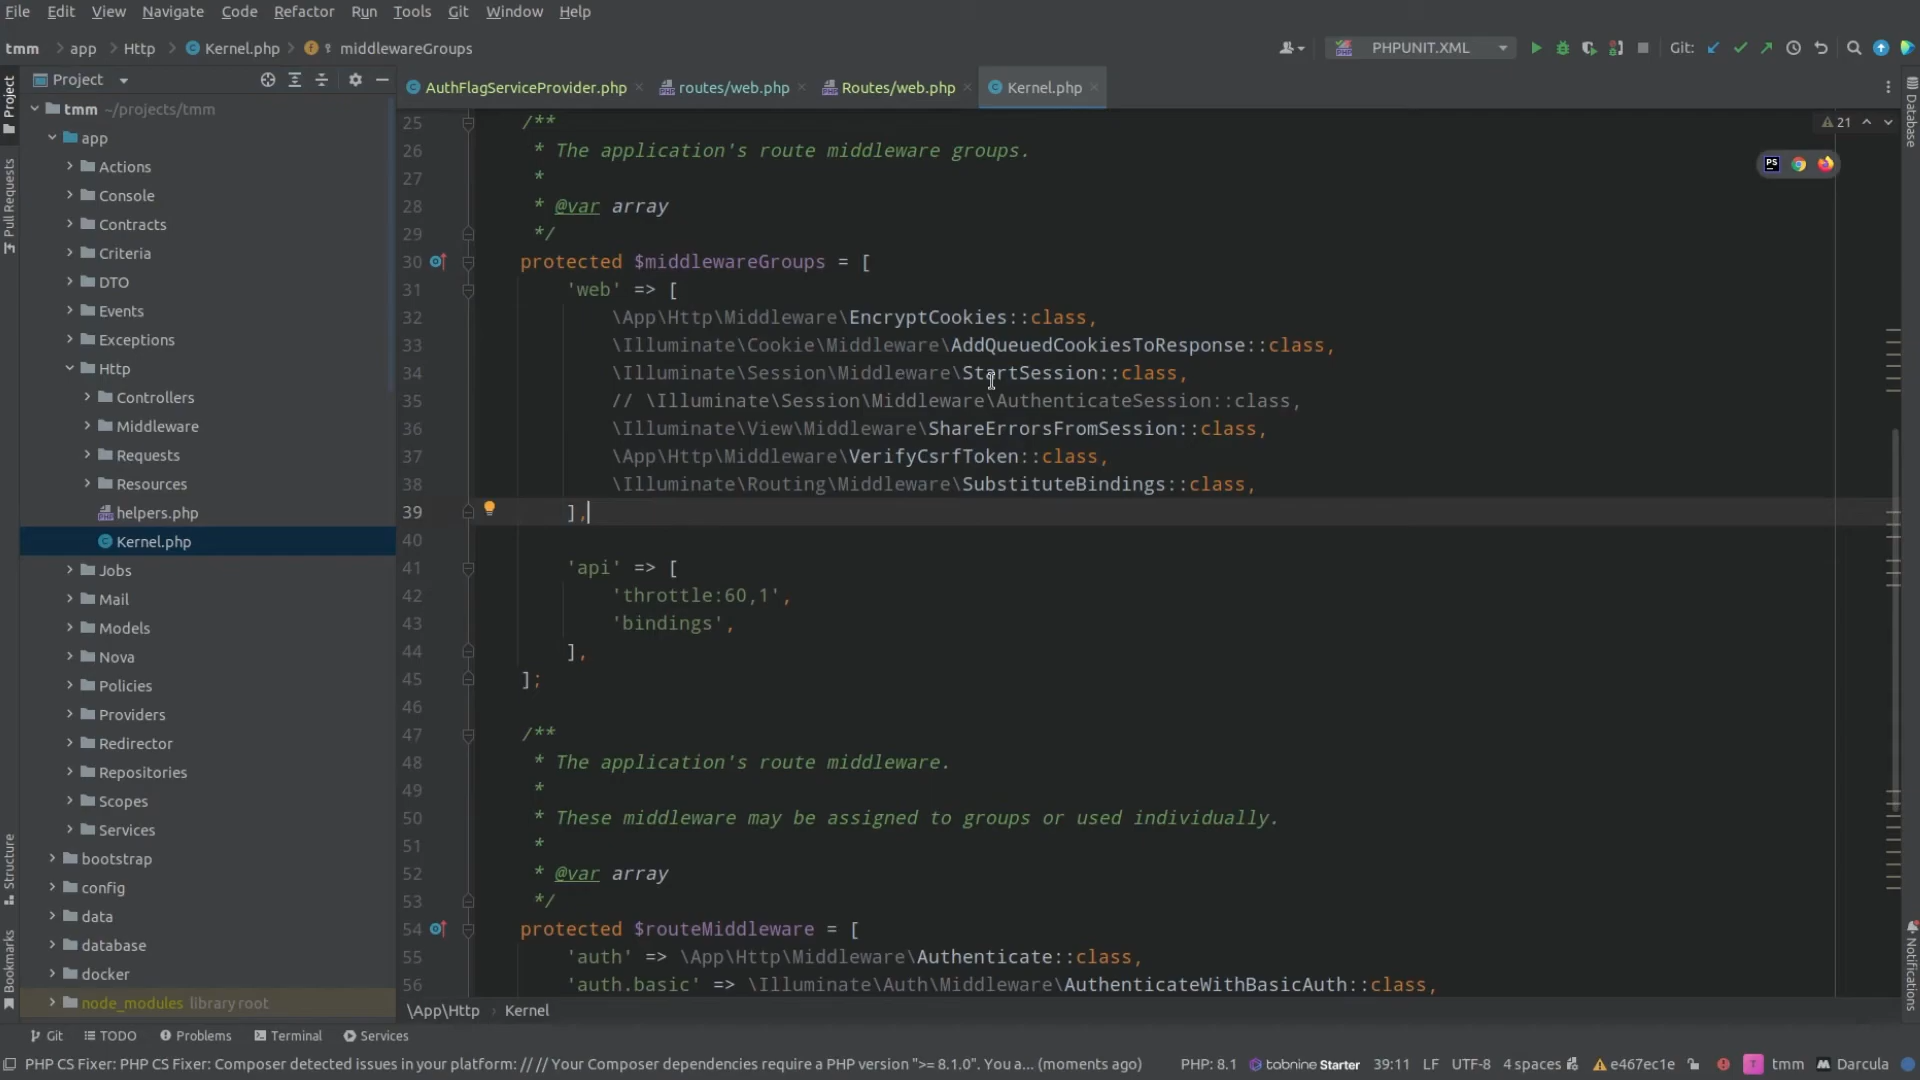 File Edit View Navigate Code Refactor Run Tools Git Window Help
tmm app Http Kernel.php middlewareGroups PHPUNIT.XML Git:
Project
AuthFlagServiceProvider.php routes/web.php Routes/web.php Kernel.php
Project
Pull Requests
Structure
Bookmarks
tmm ~/projects/tmm
app
Actions
Console
Contracts
Criteria
DTO
Events
Exceptions
Http
Controllers
Middleware
Requests
Resources
helpers.php
Kernel.php
Jobs
Mail
Models
Nova
Policies
Providers
Redirector
Repositories
Scopes
Services
bootstrap
config
data
database
docker
node_modules library root
21
PS
25 /**
26 * The application's route middleware groups.
27 *
28 * @var array
29 */
30 protected $middlewareGroups = [
31 'web' => [
32 \App\Http\Middleware\EncryptCookies::class,
33 \Illuminate\Cookie\Middleware\AddQueuedCookiesToResponse::class,
34 \Illuminate\Session\Middleware\StartSession::class,
35 // \Illuminate\Session\Middleware\AuthenticateSession::class,
36 \Illuminate\View\Middleware\ShareErrorsFromSession::class,
37 \App\Http\Middleware\VerifyCsrfToken::class,
38 \Illuminate\Routing\Middleware\SubstituteBindings::class,
39 ],
40
41 'api' => [
42 'throttle:60,1',
43 'bindings',
44 ],
45 ];
46
47 /**
48 * The application's route middleware.
49 *
50 * These middleware may be assigned to groups or used individually.
51 *
52 * @var array
53 */
54 protected $routeMiddleware = [
55 'auth' => \App\Http\Middleware\Authenticate::class,
56 'auth.basic' => \Illuminate\Auth\Middleware\AuthenticateWithBasicAuth::class,
\App\Http Kernel
Database
Notifications
Git TODO Problems Terminal Services
PHP CS Fixer: PHP CS Fixer: Composer detected issues in your platform: // // Your Composer dependencies require a PHP version ">= 8.1.0". You a... (moments ago) PHP: 8.1 tabnine Starter 39:11 LF UTF-8 4 spaces e467ec1e T tmm Darcula